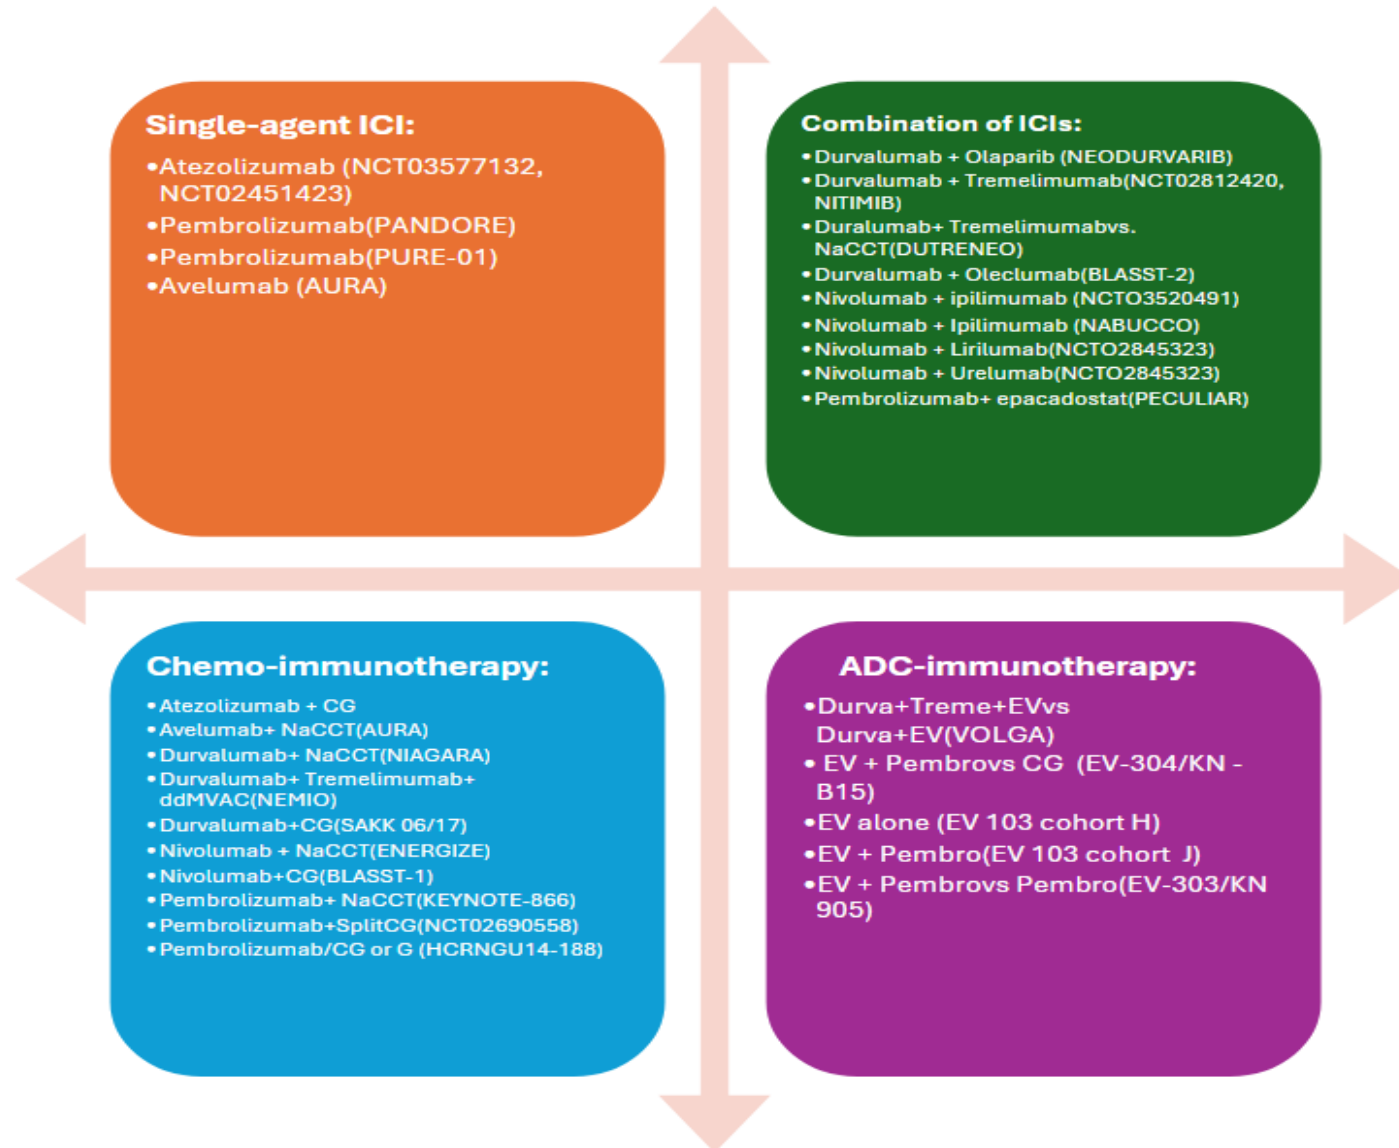 Single-agent ICI:
•Atezolizumab (NCT03577132,
NCT02451423)
•Pembrolizumab(PANDORE)
•Pembrolizumab(PURE-01)
•Avelumab (AURA)
Combination of ICIs:
•Durvalumab + Olaparib (NEODURVARIB)
•Durvalumab + Tremelimumab(NCT02812420,
NITIMIB)
•Duralumab+ Tremelimumabvs.
NaCCT(DUTRENEO)
•Durvalumab + Oleclumab(BLASST-2)
•Nivolumab + ipilimumab (NCTO3520491)
•Nivolumab + Ipilimumab (NABUCCO)
•Nivolumab + Lirilumab(NCTO2845323)
•Nivolumab + Urelumab(NCTO2845323)
•Pembrolizumab+ epacadostat(PECULIAR)
Chemo-immunotherapy:
•Atezolizumab + CG
•Avelumab+ NaCCT(AURA)
•Durvalumab+ NaCCT(NIAGARA)
•Durvalumab+ Tremelimumab+
ddMVAC(NEMIO)
•Durvalumab+CG(SAKK 06/17)
•Nivolumab + NaCCT(ENERGIZE)
•Nivolumab+CG(BLASST-1)
•Pembrolizumab+ NaCCT(KEYNOTE-866)
•Pembrolizumab+SplitCG(NCT02690558)
•Pembrolizumab/CG or G (HCRNGU14-188)
ADC-immunotherapy:
•Durva+Treme+EVvs
Durva+EV(VOLGA)
• EV + Pembrovs CG (EV-304/KN -
B15)
•EV alone (EV 103 cohort H)
•EV + Pembro(EV 103 cohort J)
•EV + Pembrovs Pembro(EV-303/KN
905)